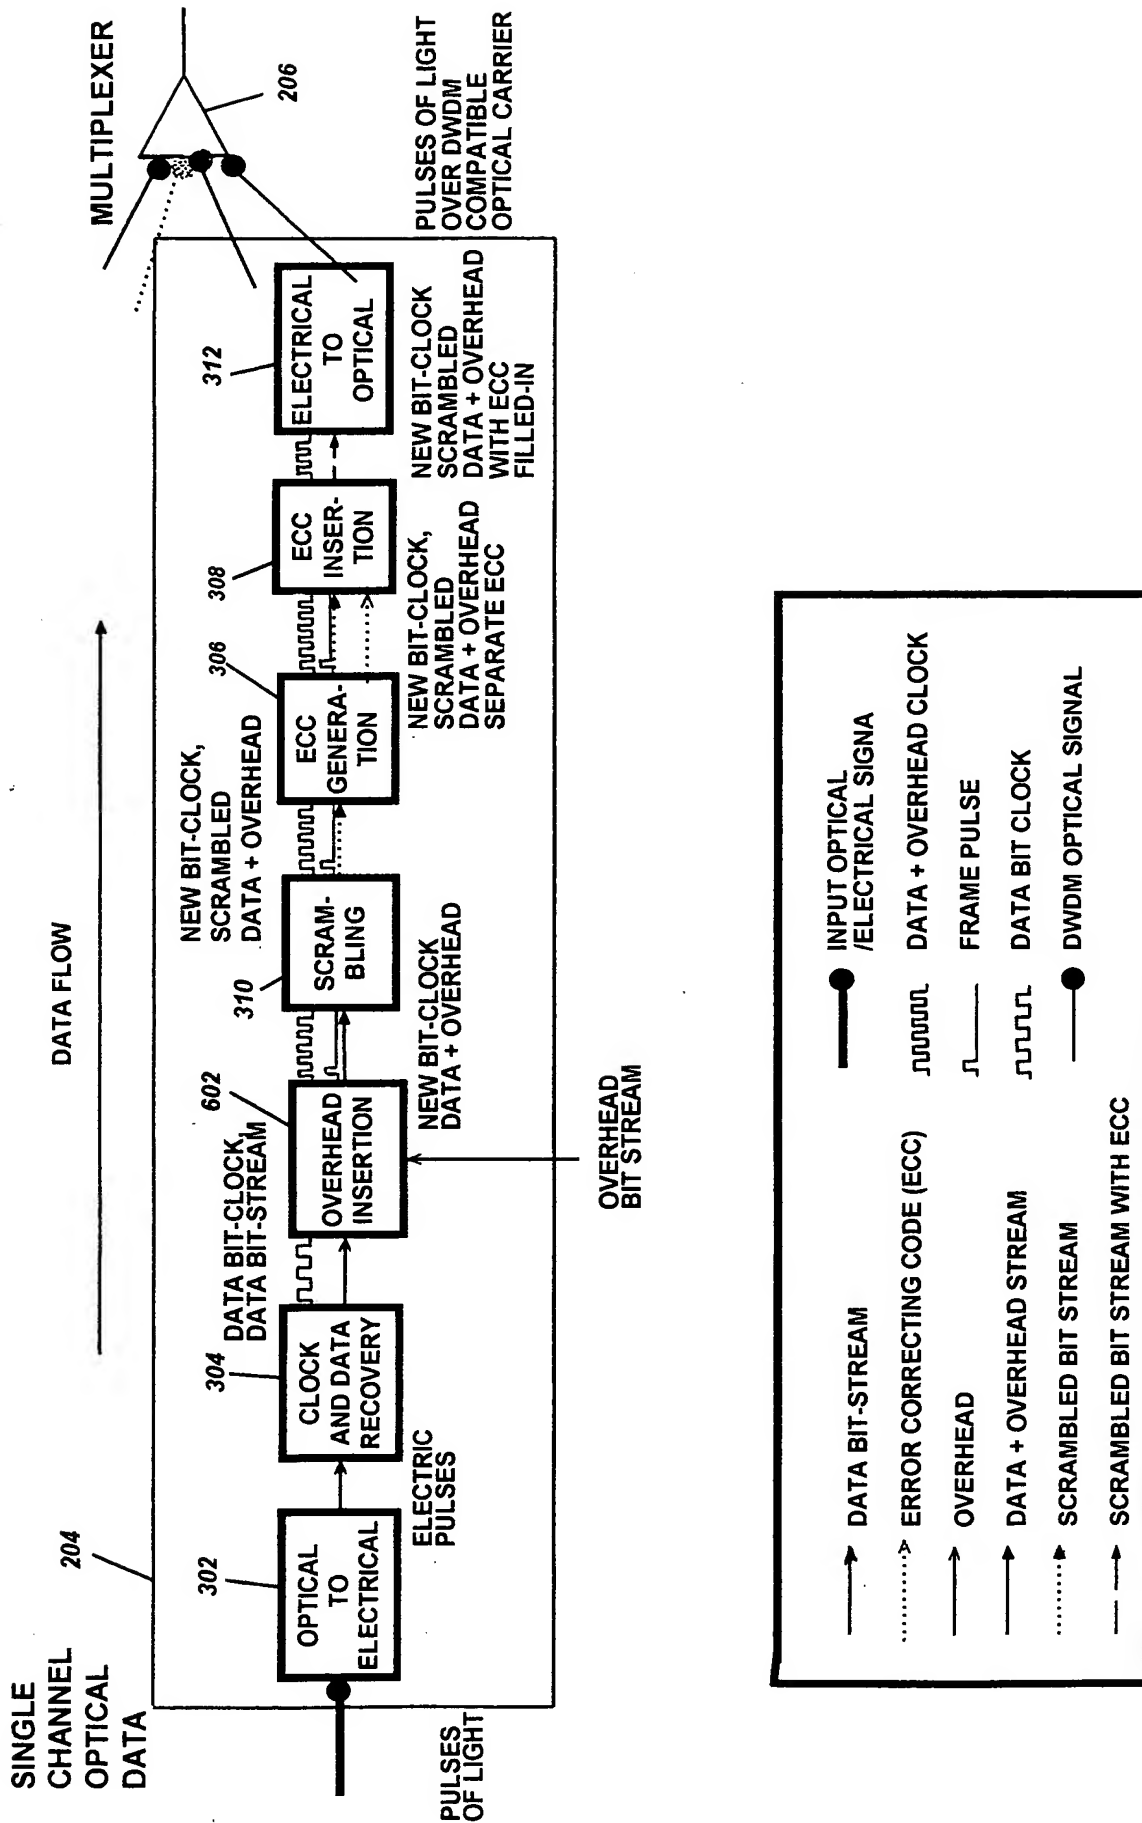 SINGLE
CHANNEL
OPTICAL
DATA
204
DATA FLOW
MULTIPLEXER
206
PULSES
OF LIGHT
302
OPTICAL
TO
ELECTRICAL
ELECTRIC
PULSES
304
CLOCK
AND DATA
RECOVERY
DATA BIT-CLOCK,
DATA BIT-STREAM
602
OVERHEAD
INSERTION
OVERHEAD
BIT STREAM
NEW BIT-CLOCK
DATA + OVERHEAD
310
SCRAM-
BLING
NEW BIT-CLOCK,
SCRAMBLED
DATA + OVERHEAD
306
ECC
GENERA-
TION
NEW BIT-CLOCK,
SCRAMBLED
DATA + OVERHEAD
SEPARATE ECC
308
ECC
INSER-
TION
NEW BIT-CLOCK
SCRAMBLED
DATA + OVERHEAD
WITH ECC
FILLED-IN
312
ELECTRICAL
TO
OPTICAL
PULSES OF LIGHT
OVER DWDM
COMPATIBLE
OPTICAL CARRIER
DATA BIT-STREAM
ERROR CORRECTING CODE (ECC)
OVERHEAD
DATA + OVERHEAD STREAM
SCRAMBLED BIT STREAM
SCRAMBLED BIT STREAM WITH ECC
INPUT OPTICAL
/ELECTRICAL SIGNA
DATA + OVERHEAD CLOCK
FRAME PULSE
DATA BIT CLOCK
DWDM OPTICAL SIGNAL